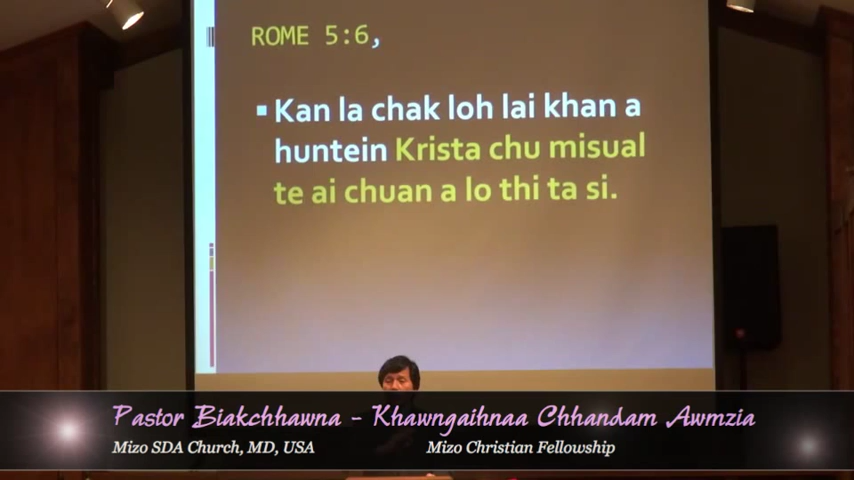 ROME 5:6,
Kan la chak loh lai khan a
huntein Krista chu misual
te ai chuan a lo thi ta si.
Pastor Biakchhawna - Khawngaihnaa Chhandam Awmzia
Mizo SDA Church, MD, USA
Mizo Christian Fellowship